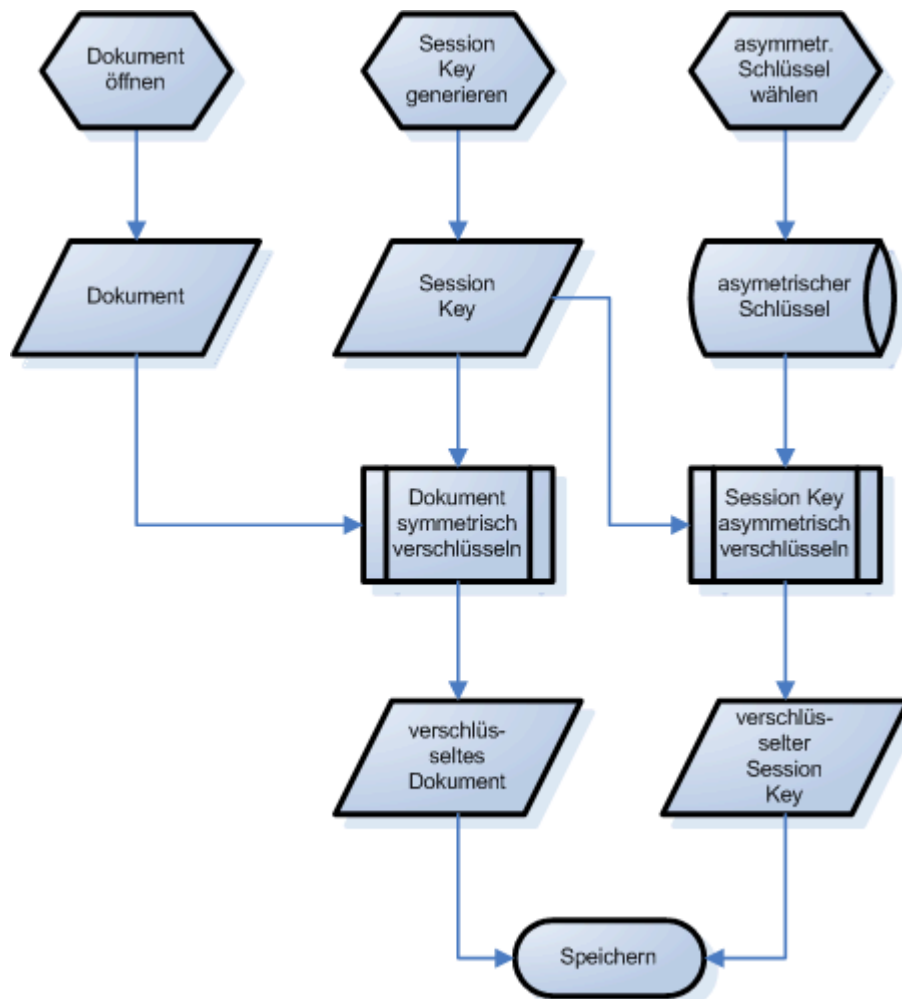 Dokument
öffnen
Session
Key
generieren
asymmetr.
Schlüssel
wählen
Dokument
Session
Key
asymetrischer
Schlüssel
Dokument
symmetrisch
verschlüsseln
Session Key
asymmetrisch
verschlüsseln
verschlüs-
seltes
Dokument
verschlüs-
selter
Session
Key
Speichern